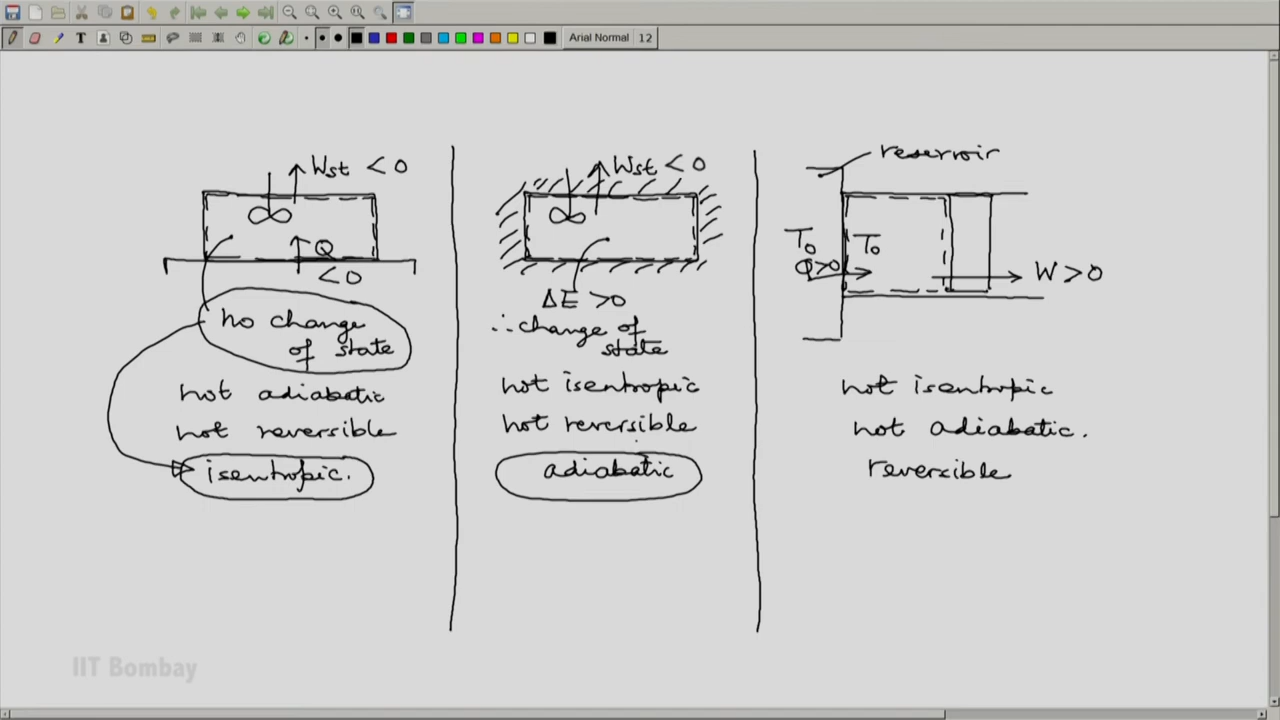 Arial Normal 12
Wst < 0
Q
< 0
no change
of state
not adiabatic
not reversible
isentropic.
Wst < 0
ΔE > 0
∴ change of
state
not isentropic
not reversible
adiabatic
reservoir
T₀
T₀
Q>0
W > 0
not isentropic
not adiabatic.
reversible
IIT Bombay